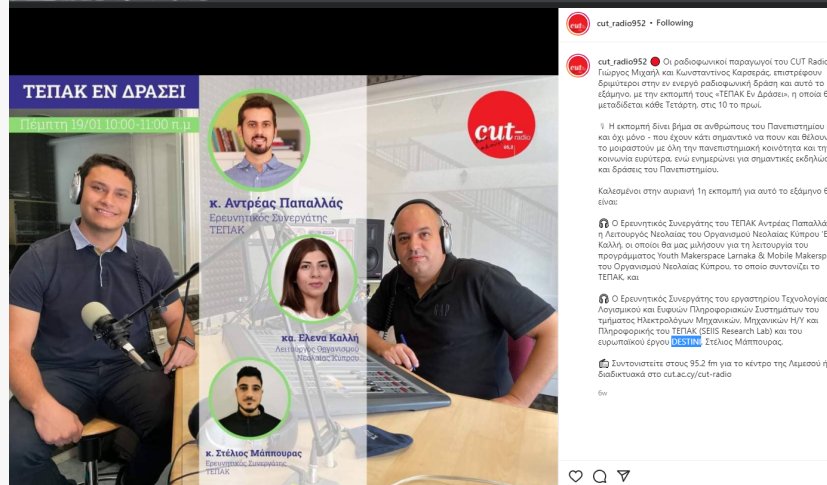 ΤΕΠΑΚ ΕΝ ΔΡΑΣΕΙ
Πέμπτη 19/01 10:00-11:00 π.μ
κ. Αντρέας Παπαλλάς
Ερευνητικός Συνεργάτης
ΤΕΠΑΚ
κα. Ελενα Καλλή
Λειτουργός Οργανισμού
Νεολαίας Κύπρου
κ. Στέλιος Μάππουρας
Ερευνητικός Συνεργάτης
ΤΕΠΑΚ
cut-
radio
95.2
GAP
cut_radio952 • Following
cut_radio952 🔴 Οι ραδιοφωνικοί παραγωγοί του CUT Radio
Γιώργος Μιχαήλ και Κωνσταντίνος Καρσεράς, επιστρέφουν
δριμύτεροι στην εν ενεργό ραδιοφωνική δράση και αυτό το
εξάμηνο, με την εκπομπή τους «ΤΕΠΑΚ Εν Δράσει», η οποία
μεταδίδεται κάθε Τετάρτη, στις 10 το πρωί.
🎙 Η εκπομπή δίνει βήμα σε ανθρώπους του Πανεπιστημίου
και όχι μόνο - που έχουν κάτι σημαντικό να πουν και θέλουν
το μοιραστούν με όλη την πανεπιστημιακή κοινότητα και
κοινωνία ευρύτερα, ενώ ενημερώνει για σημαντικές
και δράσεις του Πανεπιστημίου.
Καλεσμένοι στην αυριανή 1η εκπομπή για αυτό το εξάμηνο
είναι:
🎧 Ο Ερευνητικός Συνεργάτης του ΤΕΠΑΚ Αντρέας Παπαλλά
η Λειτουργός Νεολαίας του Οργανισμού Νεολαίας Κύπρου
Καλλή, οι οποίοι θα μας μιλήσουν για τη λειτουργία του
προγράμματος Youth Makerspace Larnaka & Mobile Makersp
του Οργανισμού Νεολαίας Κύπρου, το οποίο συντονίζει το
ΤΕΠΑΚ, και
🎧 Ο Ερευνητικός Συνεργάτης του εργαστηρίου Τεχνολογίας
Λογισμικού και Ευφυών Πληροφοριακών Συστημάτων του
τμήματος Ηλεκτρολόγων Μηχανικών, Μηχανικών Η/Υ και
Πληροφορικής του ΤΕΠΑΚ (SEIIS Research Lab) και του
ευρωπαϊκού έργου DESTINI, Στέλιος Μάππουρας.
📻 Συντονιστείτε στους 95.2 fm για το κέντρο της Λεμεσού ή
διαδικτυακά στο cut.ac.cy/cut-radio
6w